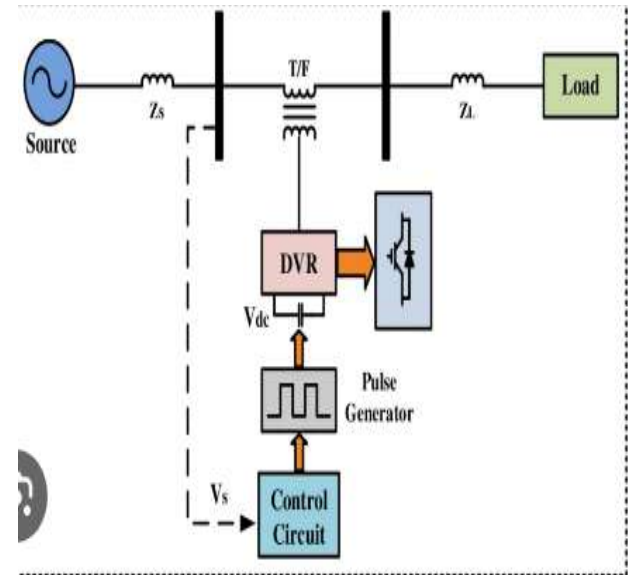 T/F
Zs
ZL
Load
Source
DVR
Vdc
Pulse
Generator
Vs
Control
Circuit